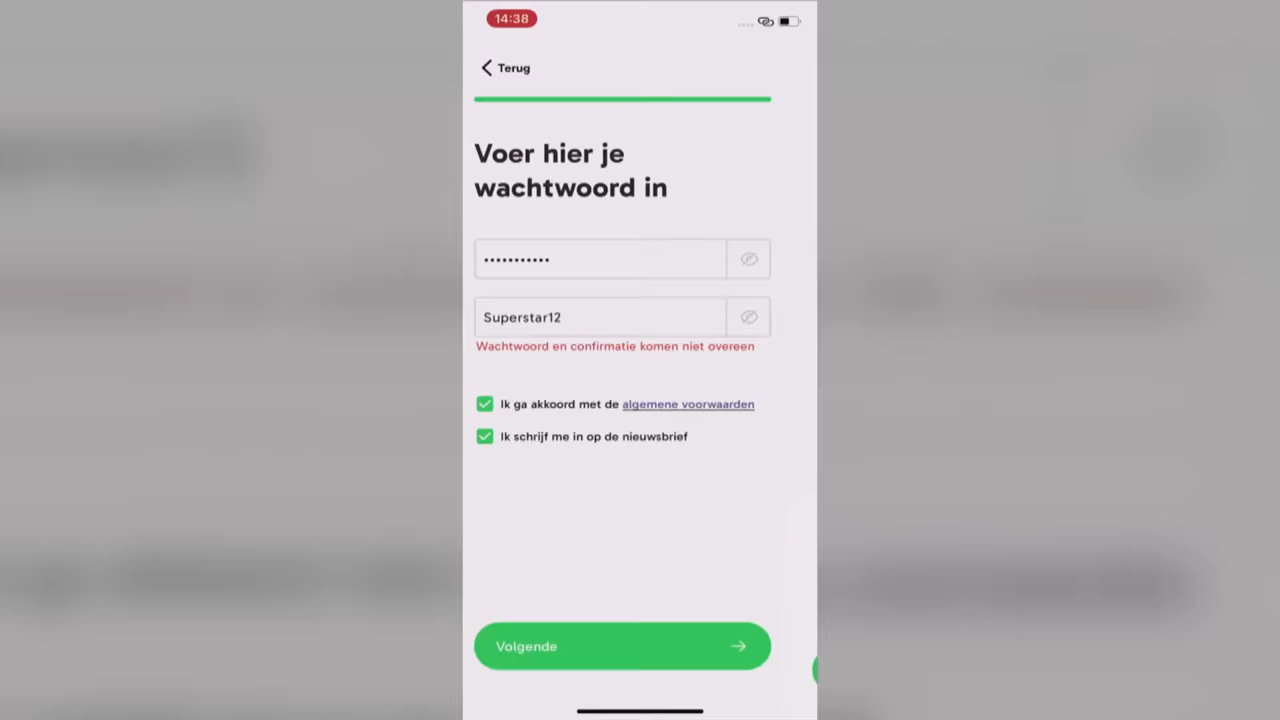 14:38
Terug
Voer hier je
wachtwoord in
•••••••••••
Superstar12
Wachtwoord en confirmatie komen niet overeen
Ik ga akkoord met de algemene voorwaarden
Ik schrijf me in op de nieuwsbrief
Volgende